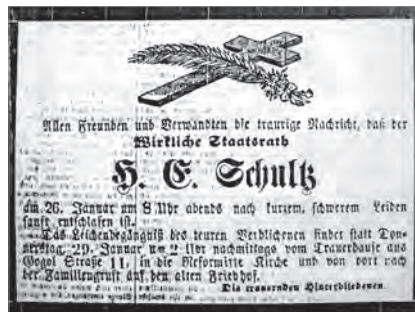 Allen Freunden und Verwandten die traurige Nachricht, daß der
Wirkliche Staatsrath
H. E. Schultz
am 26. Januar um 8 Uhr abends nach kurzem, schwerem Leiden
sanft entschlafen ist.
Das Leichenbegängniß des teuren Verblichenen findet statt Don-
nerstag, 29. Januar um 2 Uhr nachmittags vom Trauerhause aus
Gogol Straße 11, in die Reformirte Kirche und von dort nach
der Familiengruft auf den alten Friedhof.
Die trauernden Hinterbliebenen.